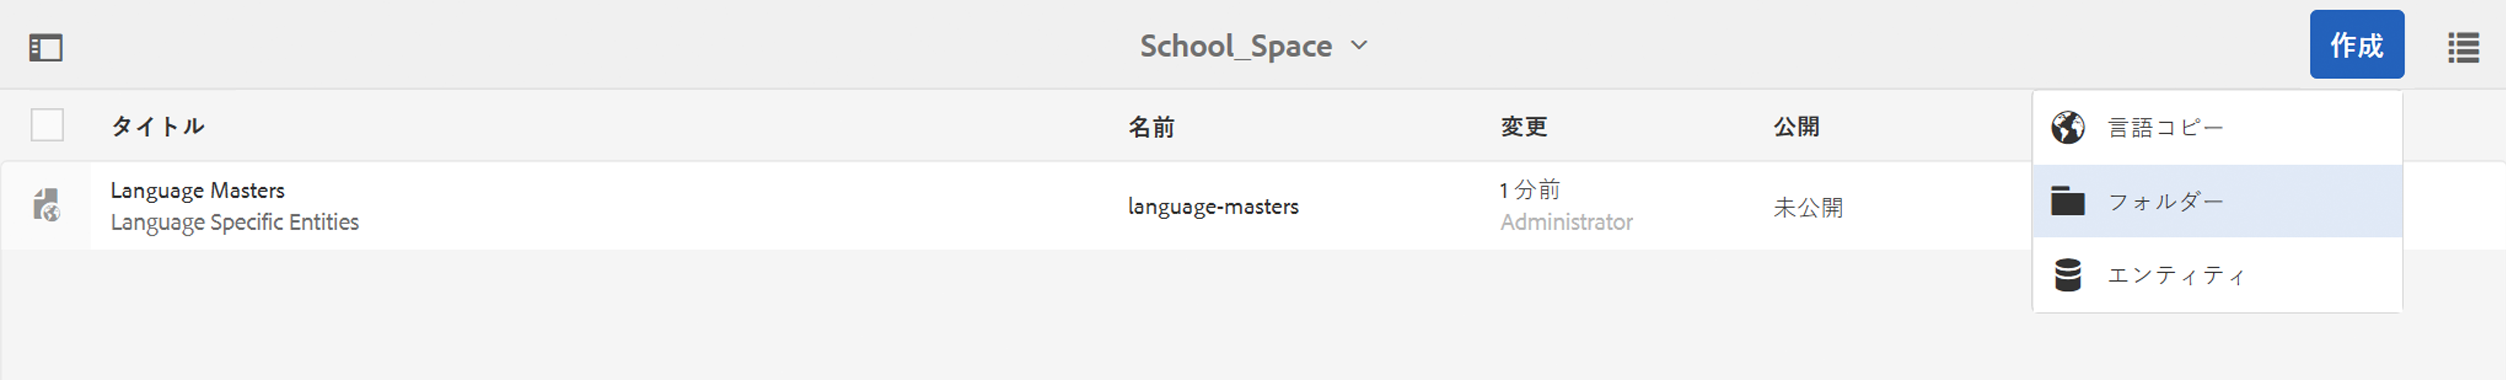 School_Space
作成
タイトル
名前
変更
公開
Language Masters
Language Specific Entities
language-masters
1 分前
Administrator
未公開
言語コピー
フォルダー
エンティティ